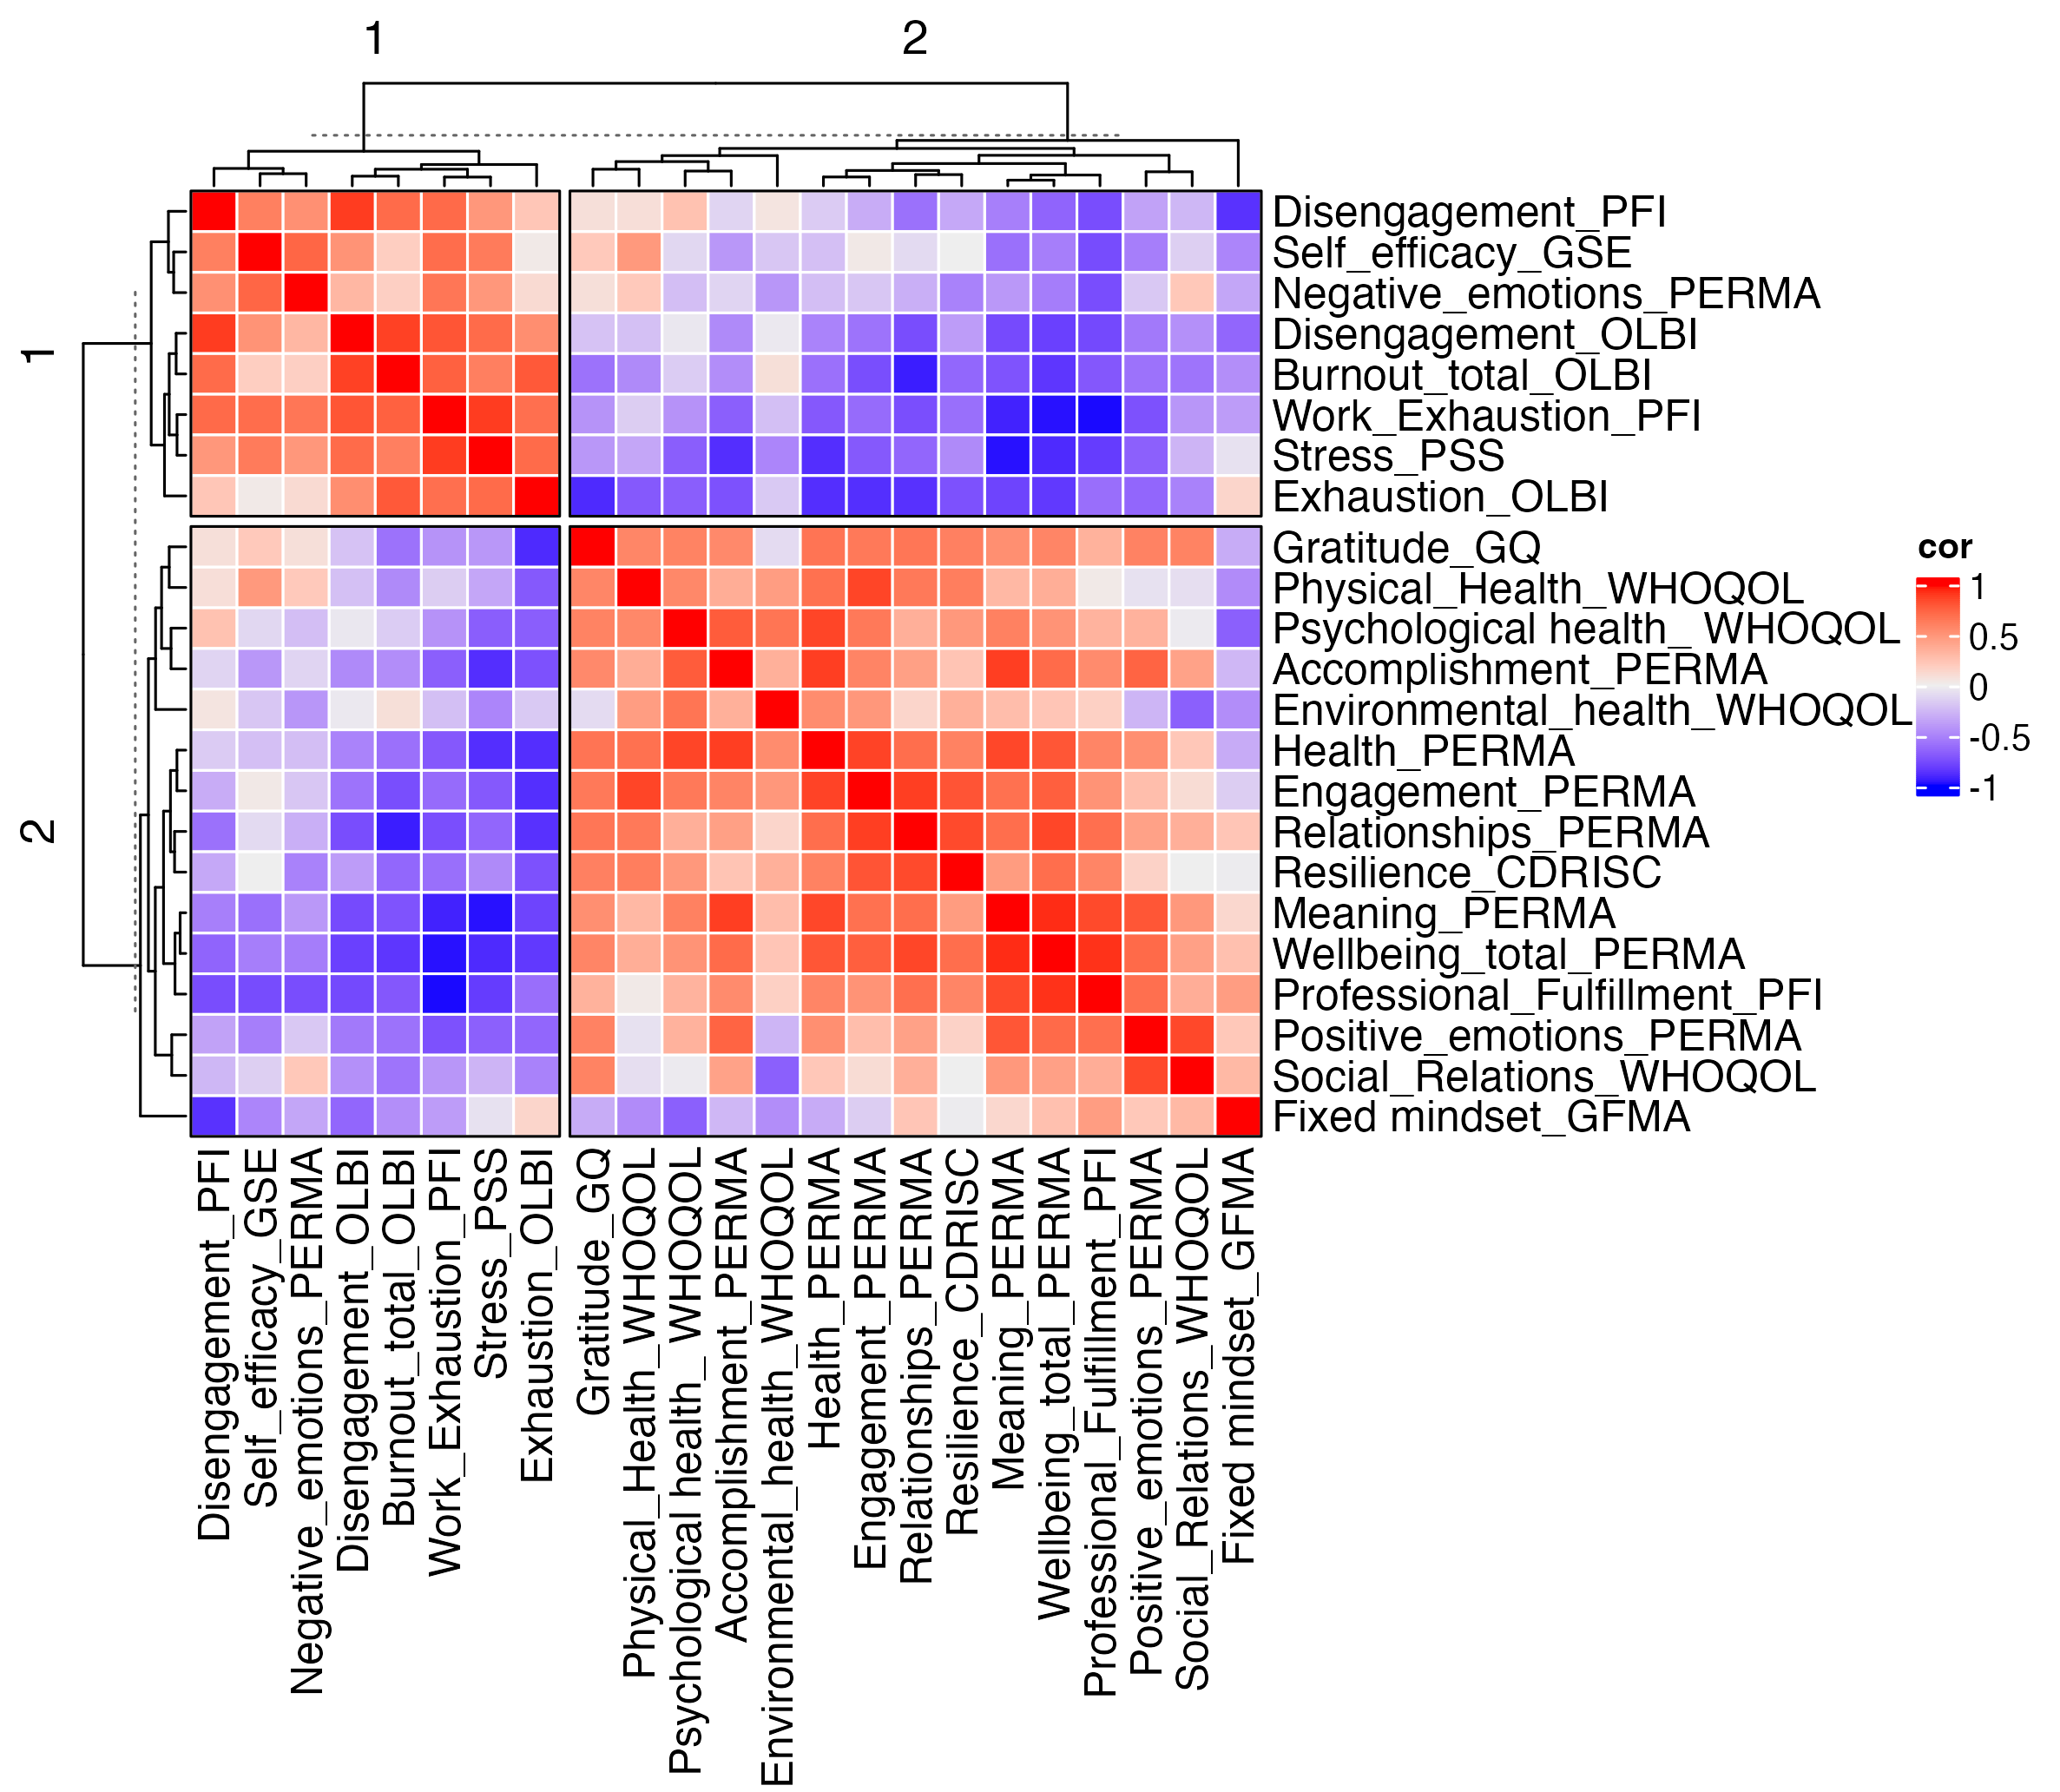 1
2
1
2
Disengagement_PFI
Self_efficacy_GSE
Negative_emotions_PERMA
Disengagement_OLBI
Burnout_total_OLBI
Work_Exhaustion_PFI
Stress_PSS
Exhaustion_OLBI
Gratitude_GQ
Physical_Health_WHOQOL
Psychological health_ WHOQOL
Accomplishment_PERMA
Environmental_health_WHOQOL
Health_PERMA
Engagement_PERMA
Relationships_PERMA
Resilience_CDRISC
Meaning_PERMA
Wellbeing_total_PERMA
Professional_Fulfillment_PFI
Positive_emotions_PERMA
Social_Relations_WHOQOL
Fixed mindset_GFMA
cor
1
0.5
0
-0.5
-1
Disengagement_PFI
Self_efficacy_GSE
Negative_emotions_PERMA
Disengagement_OLBI
Burnout_total_OLBI
Work_Exhaustion_PFI
Stress_PSS
Exhaustion_OLBI
Gratitude_GQ
Physical_Health_WHOQOL
Psychological health_ WHOQOL
Accomplishment_PERMA
Environmental_health_WHOQOL
Health_PERMA
Engagement_PERMA
Relationships_PERMA
Resilience_CDRISC
Meaning_PERMA
Wellbeing_total_PERMA
Professional_Fulfillment_PFI
Positive_emotions_PERMA
Social_Relations_WHOQOL
Fixed mindset_GFMA